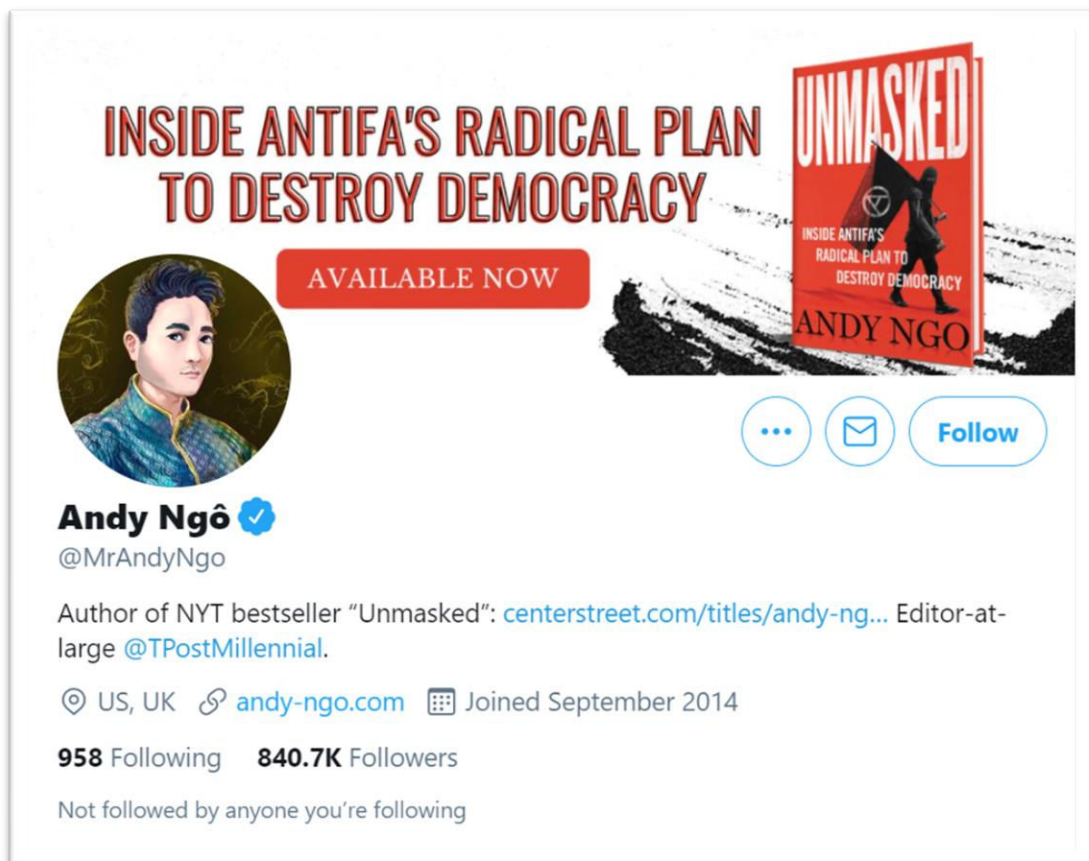 INSIDE ANTIFA'S RADICAL PLAN
TO DESTROY DEMOCRACY
AVAILABLE NOW
UNMASKED
INSIDE ANTIFA'S
RADICAL PLAN TO
DESTROY DEMOCRACY
ANDY NGO
Follow
Andy Ngô
@MrAndyNgo
Author of NYT bestseller “Unmasked”: centerstreet.com/titles/andy-ng... Editor-at-
large @TPostMillennial.
US, UK andy-ngo.com Joined September 2014
958 Following 840.7K Followers
Not followed by anyone you’re following